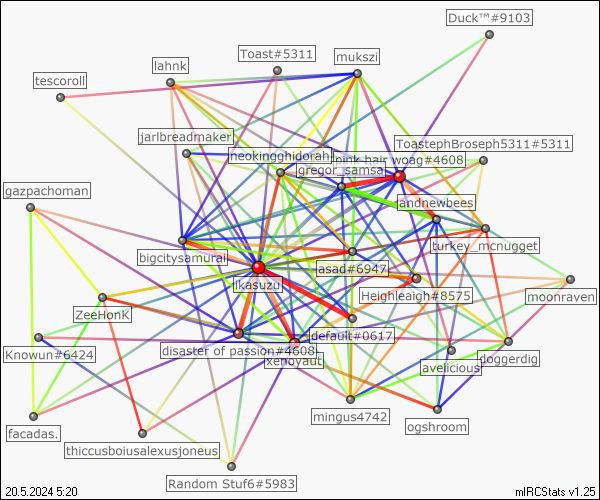 Duck™#9103
Toast#5311
mukszi
lahnk
tescoroll
jarlbreadmaker
ToastephBroseph5311#5311
neokingghidorah
pink hair woag#4608
gregor_samsa
gazpachoman
andnewbees
turkey_mcnugget
bigcitysamurai
asad#6947
ikasuzu
Heighleaigh#8575
moonraven
ZeeHonk
default#0617
Knowun#6424
disaster of passion#4608
xenoyaut
doggerdig
avelicious
mingus4742
ogshroom
facadas.
thiccusboiusalexusjoneus
Random Stuf6#5983
20.5.2024 5:20
mIRCStats v1.25